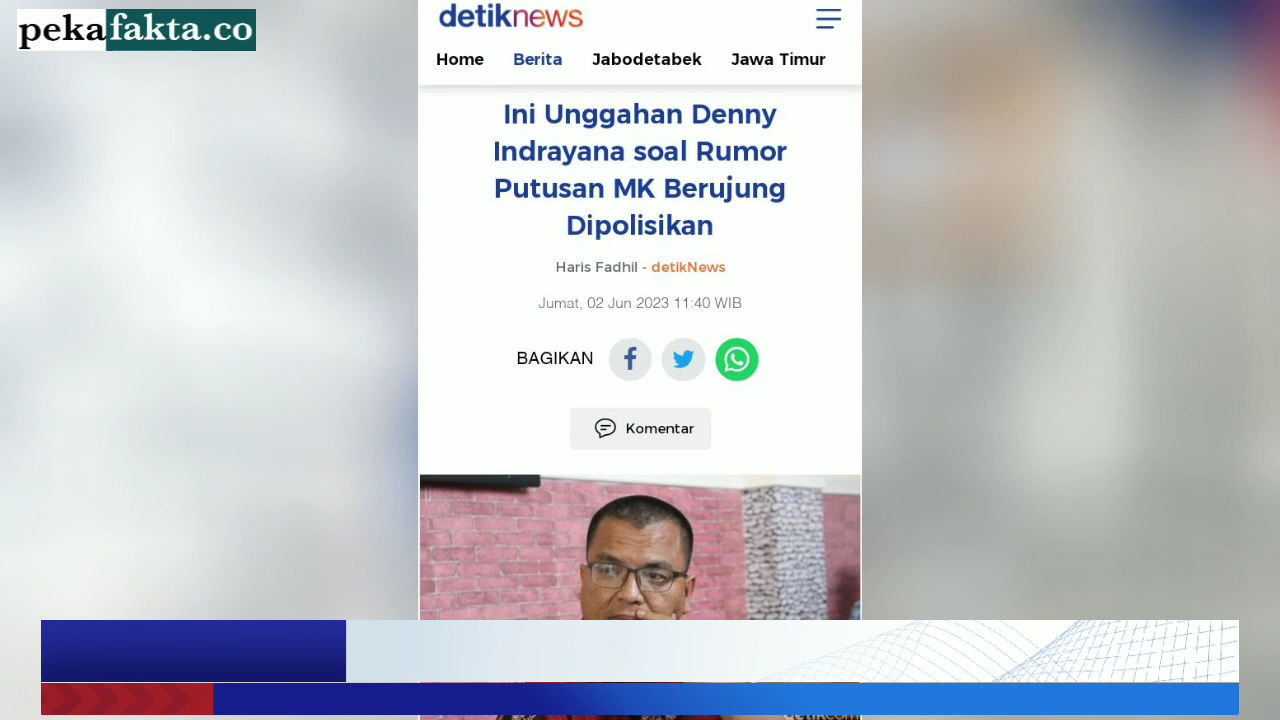 pekafakta.co
detiknews
Home Berita Jabodetabek Jawa Timur
Ini Unggahan Denny
Indrayana soal Rumor
Putusan MK Berujung
Dipolisikan
Haris Fadhil - detikNews
Jumat, 02 Jun 2023 11:40 WIB
BAGIKAN
Komentar